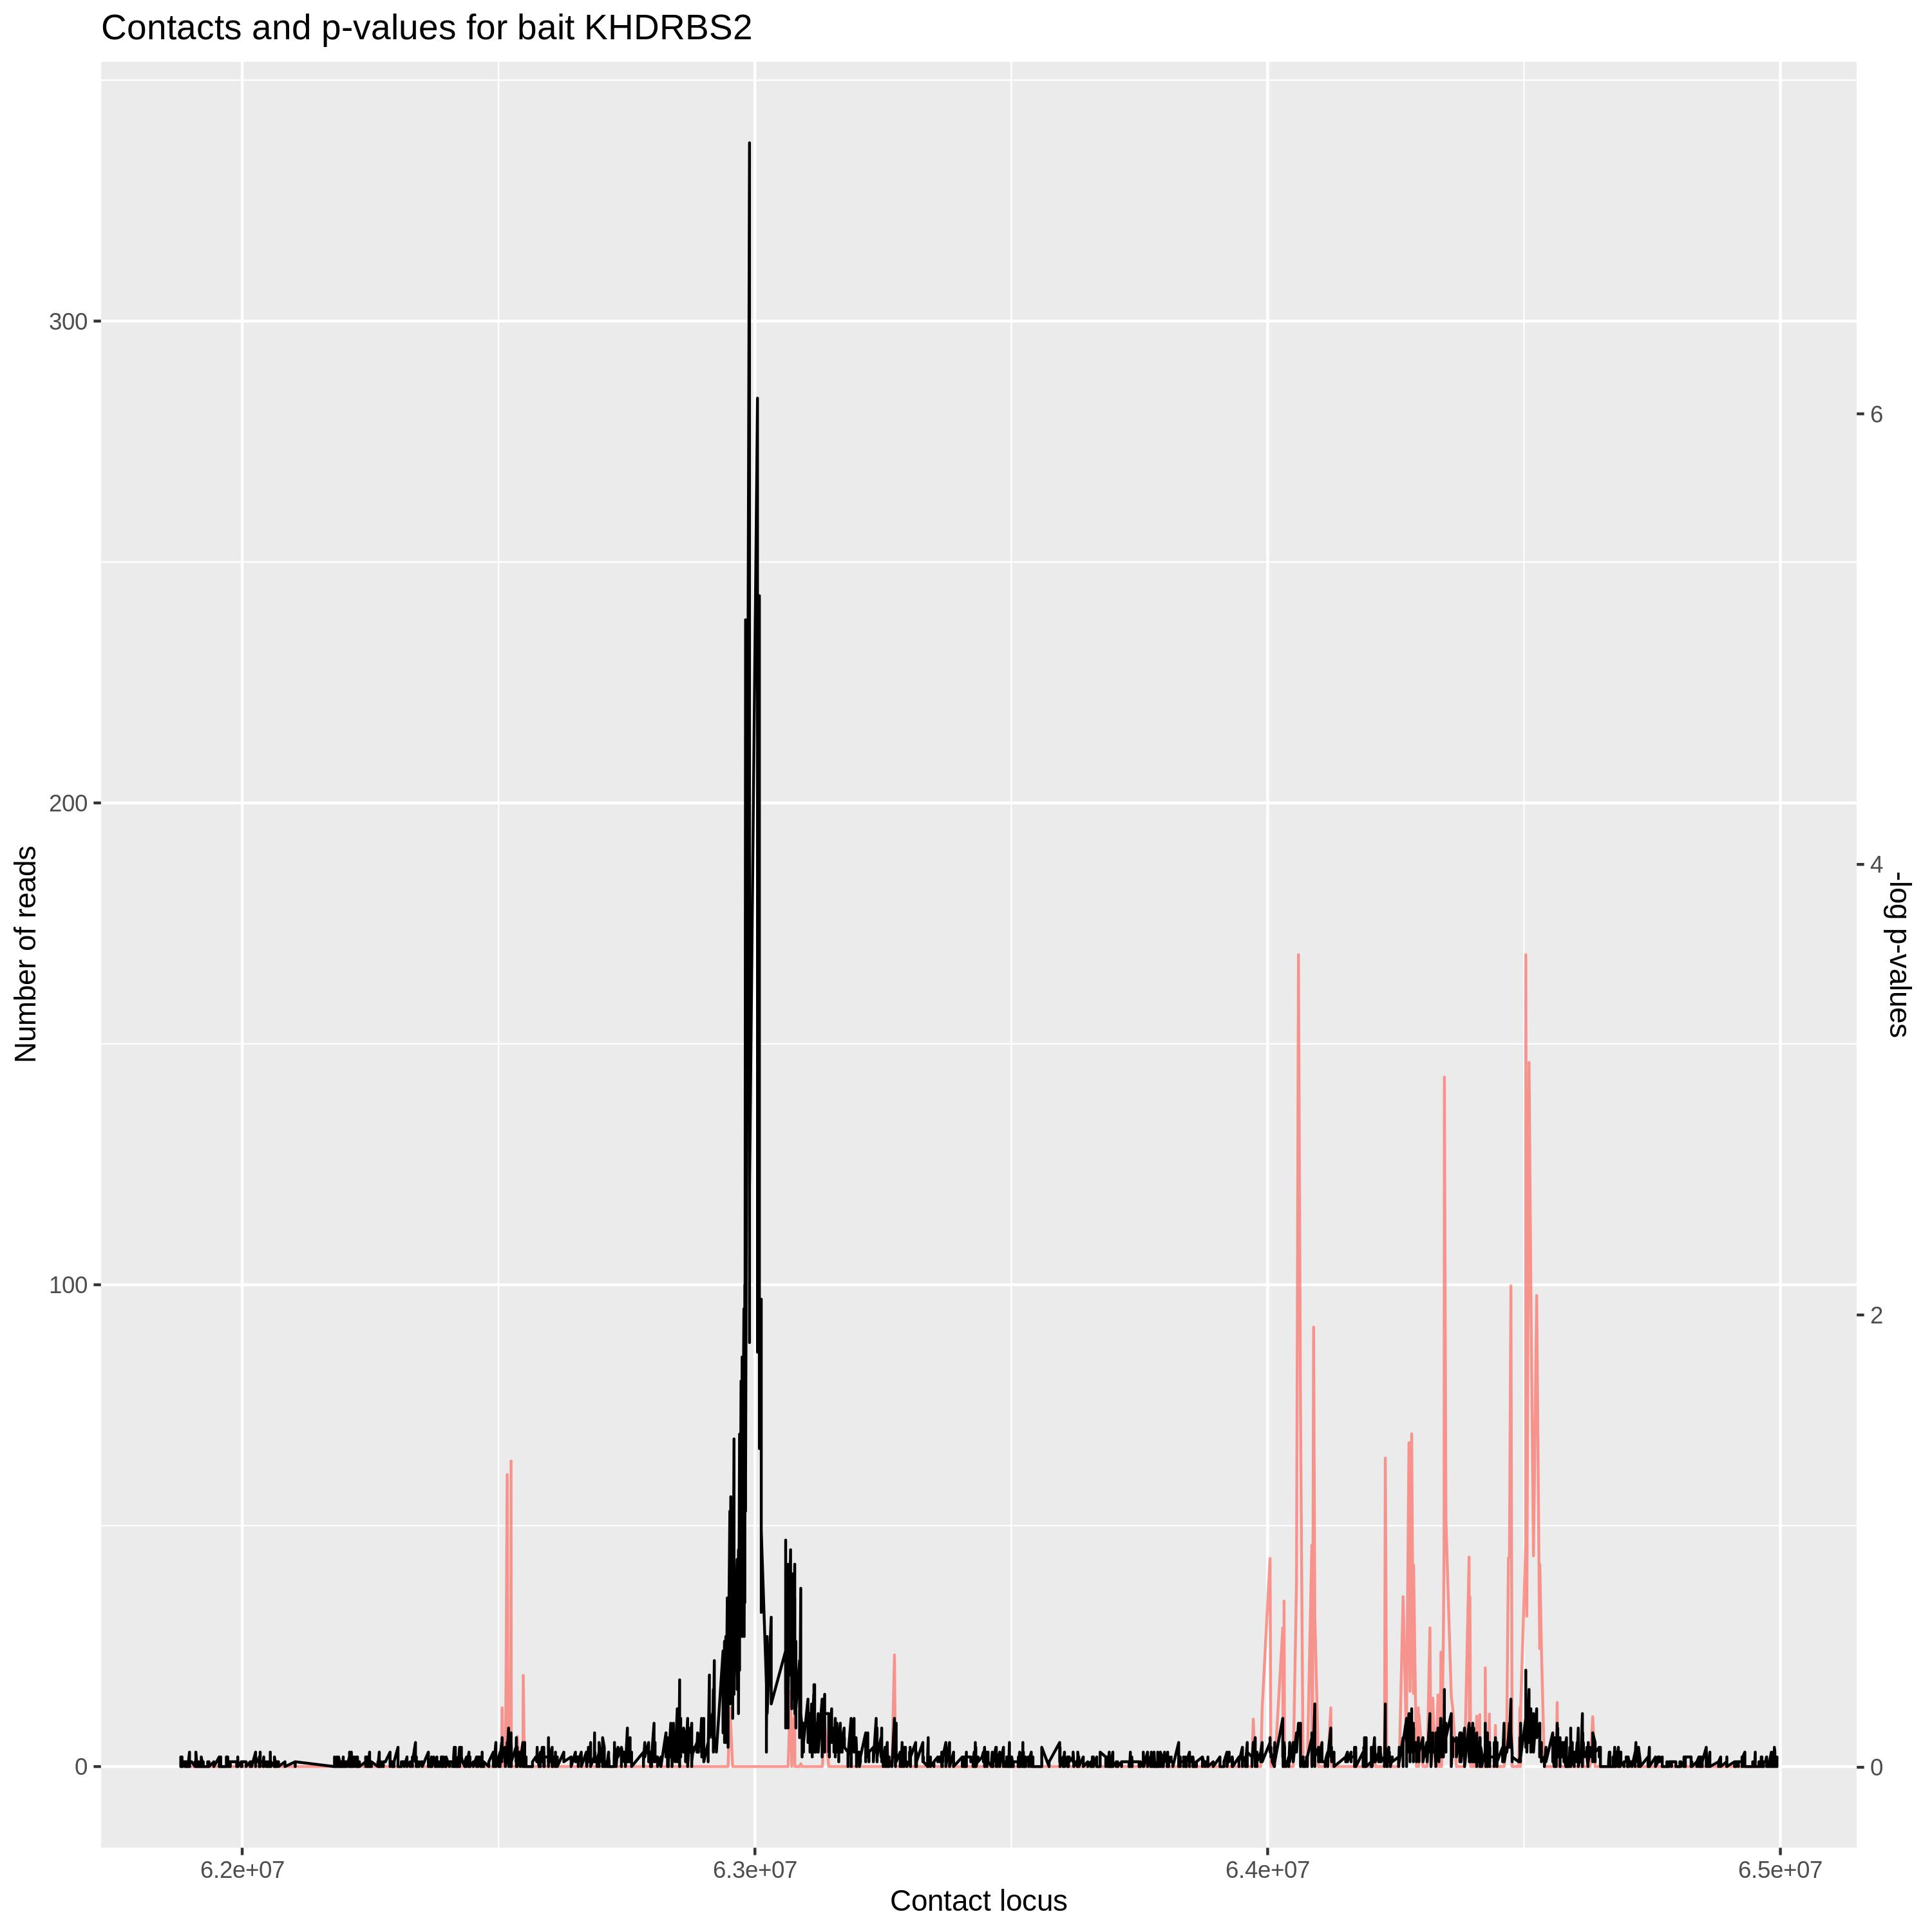 Contacts and p-values for bait KHDRBS2
Number of reads
300
200
100
0
6
4
2
0
-log p-values
6.2e+07
6.3e+07
6.4e+07
6.5e+07
Contact locus